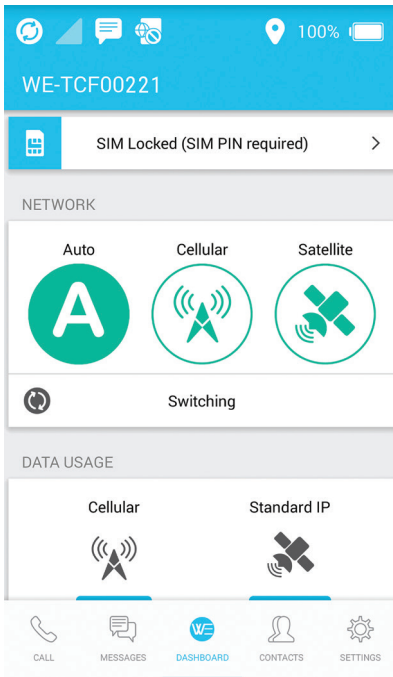 100%
WE-TCF00221
SIM Locked (SIM PIN required)
NETWORK
Auto Cellular Satellite
A
Switching
DATA USAGE
Cellular Standard IP
WE
CALL MESSAGES DASHBOARD CONTACTS SETTINGS